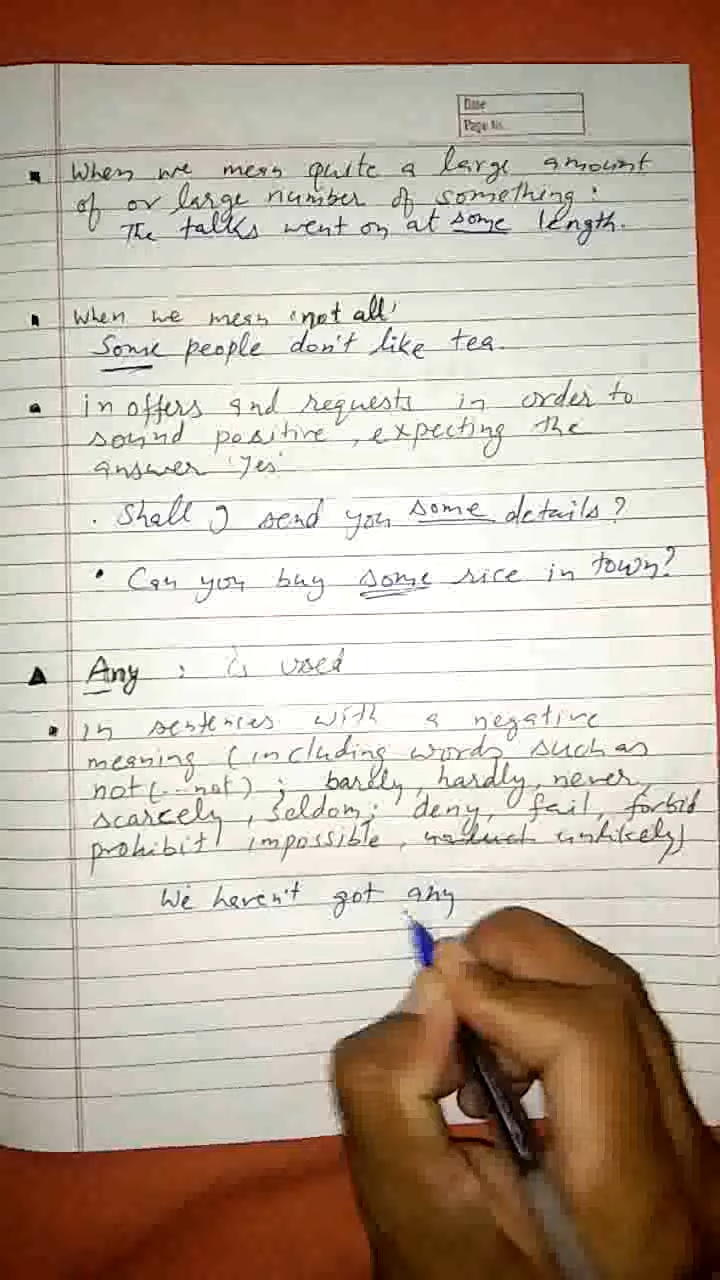 Date
Page No.
When we mean quite a large amount
of or large number of something:
The talks went on at some length.
When we mean 'not all'
Some people don't like tea.
in offers and requests in order to
sound positive, expecting the
answer 'Yes'
Shall I send you some details?
Can you buy some rice in town?
Any : is used
in sentences with a negative
meaning (including words such as
not (...not) ; barely, hardly, never,
scarcely, seldom; deny, fail, forbid
prohibit impossible, unlikely)
We haven't got any